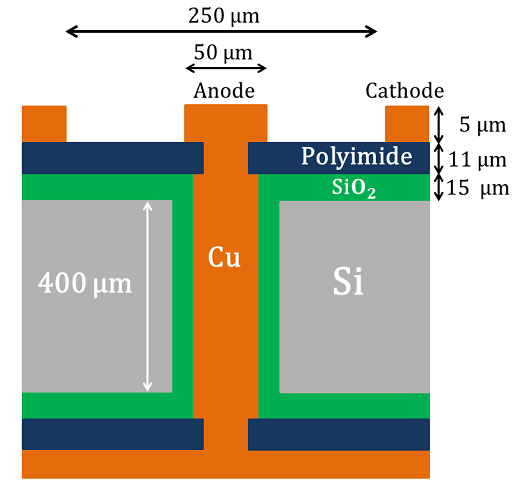 250 μm
50 μm
Anode
Cathode
5 μm
Polyimide
11 μm
SiO₂
15 μm
Cu
400 μm
Si